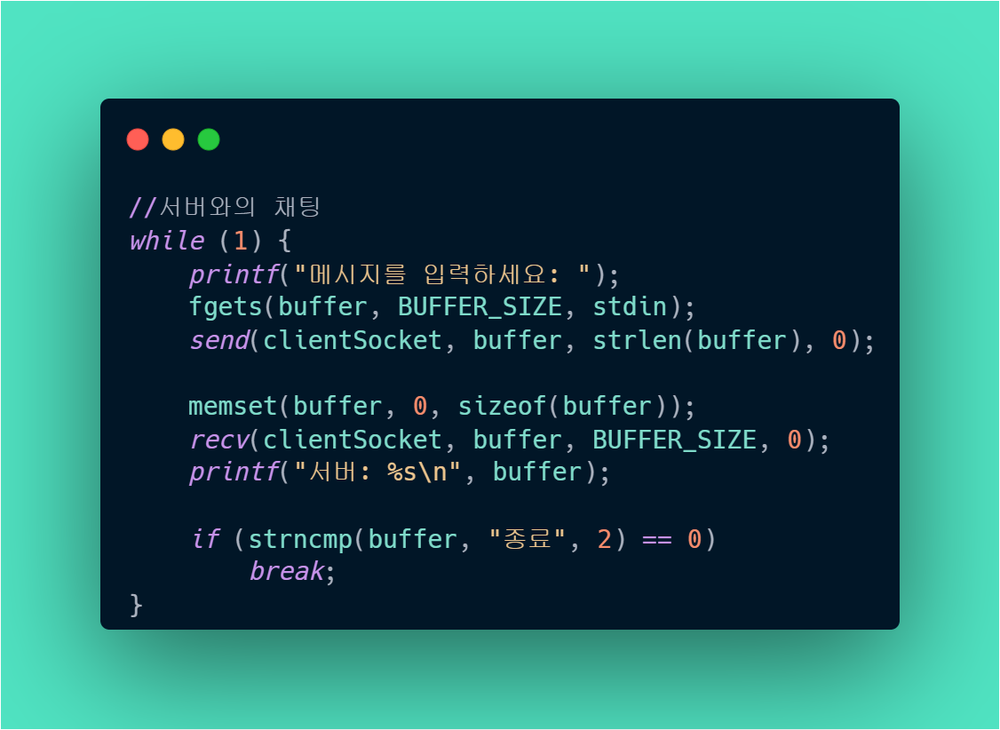 //서버와의 채팅
while (1) {
    printf("메시지를 입력하세요: ");
    fgets(buffer, BUFFER_SIZE, stdin);
    send(clientSocket, buffer, strlen(buffer), 0);
    memset(buffer, 0, sizeof(buffer));
    recv(clientSocket, buffer, BUFFER_SIZE, 0);
    printf("서버: %s\n", buffer);
    if (strncmp(buffer, "종료", 2) == 0)
        break;
}